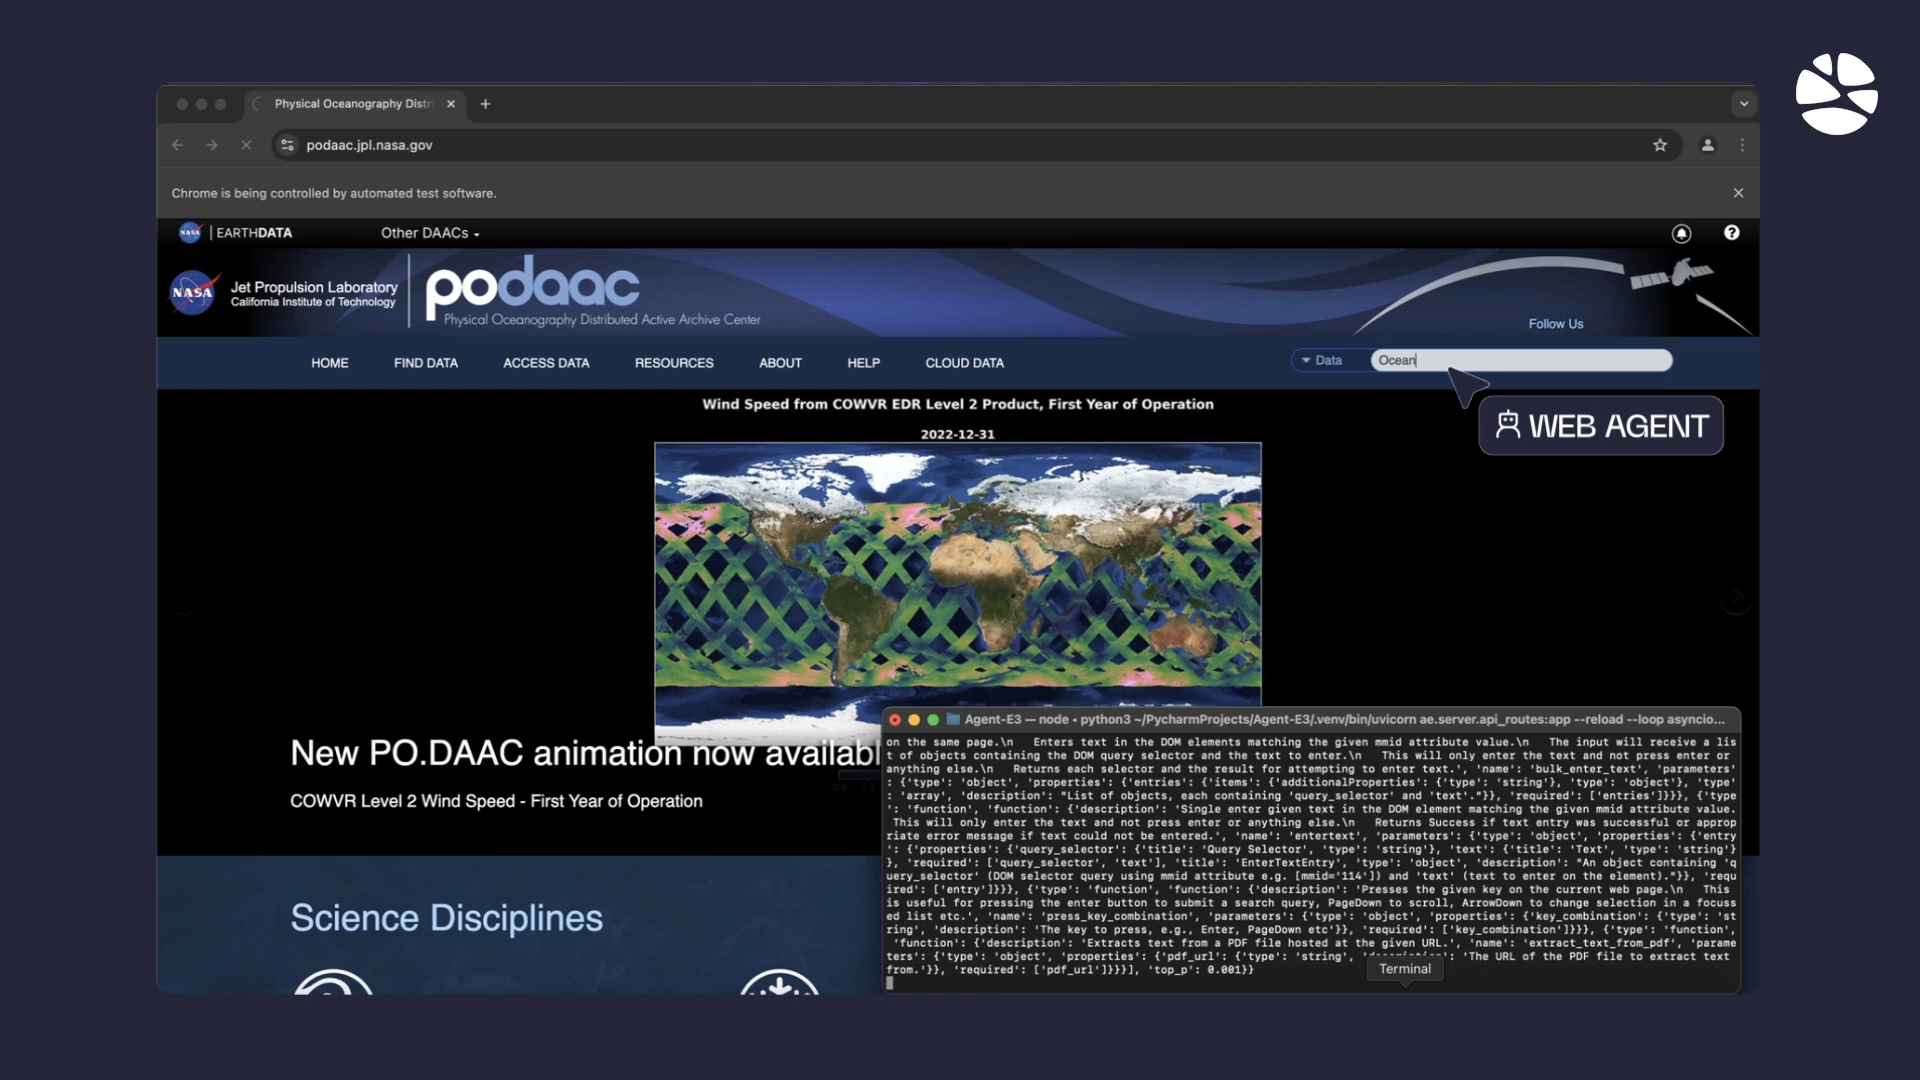 Physical Oceanography Distr
podaac.jpl.nasa.gov
Chrome is being controlled by automated test software.
NASA | EARTHDATA
Other DAACs
NASA
Jet Propulsion Laboratory
California Institute of Technology
podaac
Physical Oceanography Distributed Active Archive Center
Follow Us
HOME FIND DATA ACCESS DATA RESOURCES ABOUT HELP CLOUD DATA
Data
Ocean
WEB AGENT
Wind Speed from COWVR EDR Level 2 Product, First Year of Operation
2022-12-31
New PO.DAAC animation now availabl
COWVR Level 2 Wind Speed - First Year of Operation
Science Disciplines
Agent-E3 — node ◂ python3 ~/PycharmProjects/Agent-E3/.venv/bin/uvicorn ae.server.api_routes:app --reload --loop asyncio...
on the same page.\n   Enters text in the DOM elements matching the given mmid attribute value.\n   The input will receive a lis
t of objects containing the DOM query selector and the text to enter.\n   This will only enter the text and not press enter or
anything else.\n   Returns each selector and the result for attempting to enter text.', 'name': 'bulk_enter_text', 'parameters'
: {'type': 'object', 'properties': {'entries': {'items': {'additionalProperties': {'type': 'string'}, 'type': 'object'}, 'type'
: 'array', 'description': "List of objects, each containing 'query_selector' and 'text'."}}, 'required': ['entries']}}}, {'type
': 'function', 'function': {'description': 'Single enter given text in the DOM element matching the given mmid attribute value.
 This will only enter the text and not press enter or anything else.\n   Returns Success if text entry was successful or approp
riate error message if text could not be entered.', 'name': 'entertext', 'parameters': {'type': 'object', 'properties': {'entry
': {'properties': {'query_selector': {'title': 'Query Selector', 'type': 'string'}, 'text': {'title': 'Text', 'type': 'string'}
}, 'required': ['query_selector', 'text'], 'title': 'EnterTextEntry', 'type': 'object', 'description': "An object containing 'q
uery_selector' (DOM selector query using mmid attribute e.g. [mmid='114']) and 'text' (text to enter on the element)."}}, 'requ
ired': ['entry']}}}, {'type': 'function', 'function': {'description': 'Presses the given key on the current web page.\n   This
is useful for pressing the enter button to submit a search query, PageDown to scroll, ArrowDown to change selection in a focuss
ed list etc.', 'name': 'press_key_combination', 'parameters': {'type': 'object', 'properties': {'key_combination': {'type': 'st
ring', 'description': 'The key to press, e.g., Enter, PageDown etc'}}, 'required': ['key_combination']}}}, {'type': 'function',
 'function': {'description': 'Extracts text from a PDF file hosted at the given URL.', 'name': 'extract_text_from_pdf', 'parame
ters': {'type': 'object', 'properties': {'pdf_url': {'type': 'string', 'The URL of the PDF file to extract text
from.'}}, 'required': ['pdf_url']}}}], 'top_p': 0.001}}
Terminal